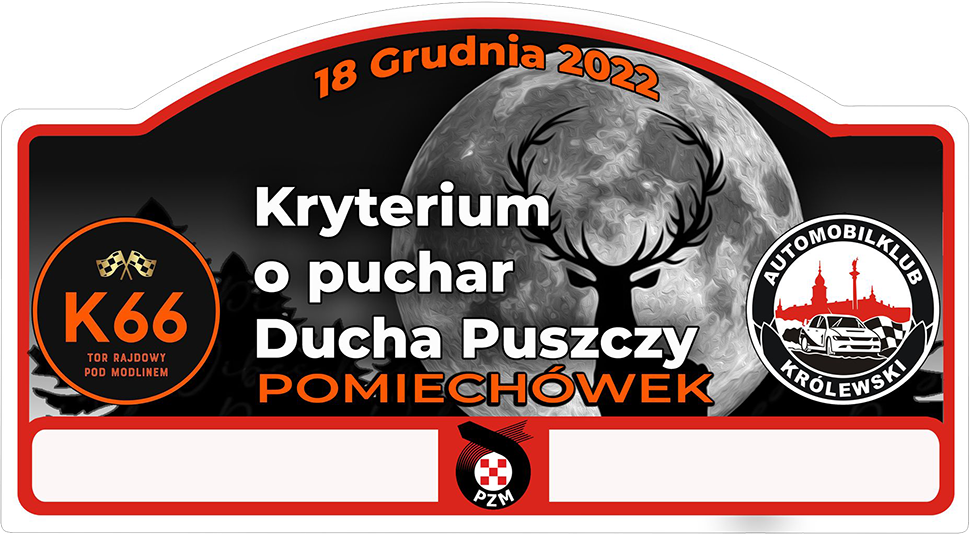 18 Grudnia 2022
Kryterium
o puchar
Ducha Puszczy
POMIECHÓWEK
K66
TOR RAJDOWY
POD MODLINEM
AUTOMOBILKLUB
KRÓLEWSKI
PZM